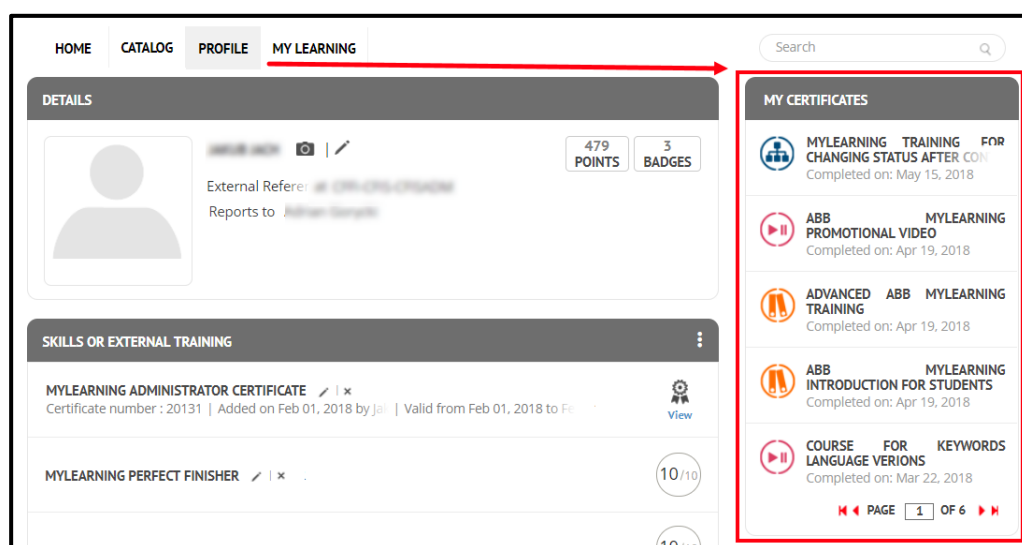 HOME CATALOG PROFILE MY LEARNING
Search
DETAILS
479 POINTS
3 BADGES
External Refere
Reports to
SKILLS OR EXTERNAL TRAINING
MYLEARNING ADMINISTRATOR CERTIFICATE
Certificate number : 20131 | Added on Feb 01, 2018 by | Valid from Feb 01, 2018 to
View
MYLEARNING PERFECT FINISHER
10/10
MY CERTIFICATES
MYLEARNING TRAINING FOR
CHANGING STATUS AFTER CON
Completed on: May 15, 2018
ABB MYLEARNING
PROMOTIONAL VIDEO
Completed on: Apr 19, 2018
ADVANCED ABB MYLEARNING
TRAINING
Completed on: Apr 19, 2018
ABB MYLEARNING
INTRODUCTION FOR STUDENTS
Completed on: Apr 19, 2018
COURSE FOR KEYWORDS
LANGUAGE VERIONS
Completed on: Mar 22, 2018
PAGE 1 OF 6